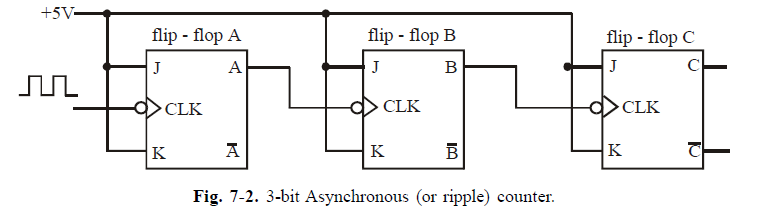 +5V
flip - flop A
flip - flop B
flip - flop C
J A
J B
J C
CLK
CLK
CLK
K A̅
K B̅
K C̅
Fig. 7-2. 3-bit Asynchronous (or ripple) counter.